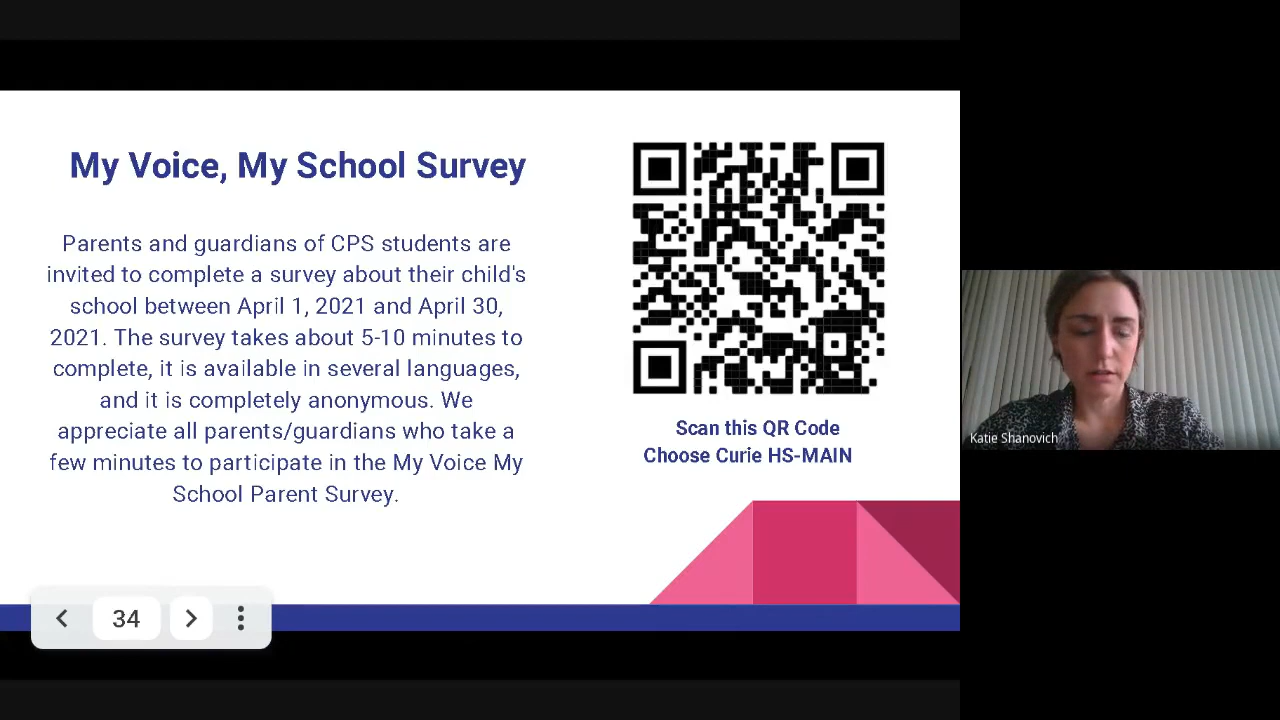 My Voice, My School Survey
Parents and guardians of CPS students are
invited to complete a survey about their child's
school between April 1, 2021 and April 30,
2021. The survey takes about 5-10 minutes to
complete, it is available in several languages,
and it is completely anonymous. We
appreciate all parents/guardians who take a
few minutes to participate in the My Voice My
School Parent Survey.
Scan this QR Code
Choose Curie HS-MAIN
Katie Shanovich
34